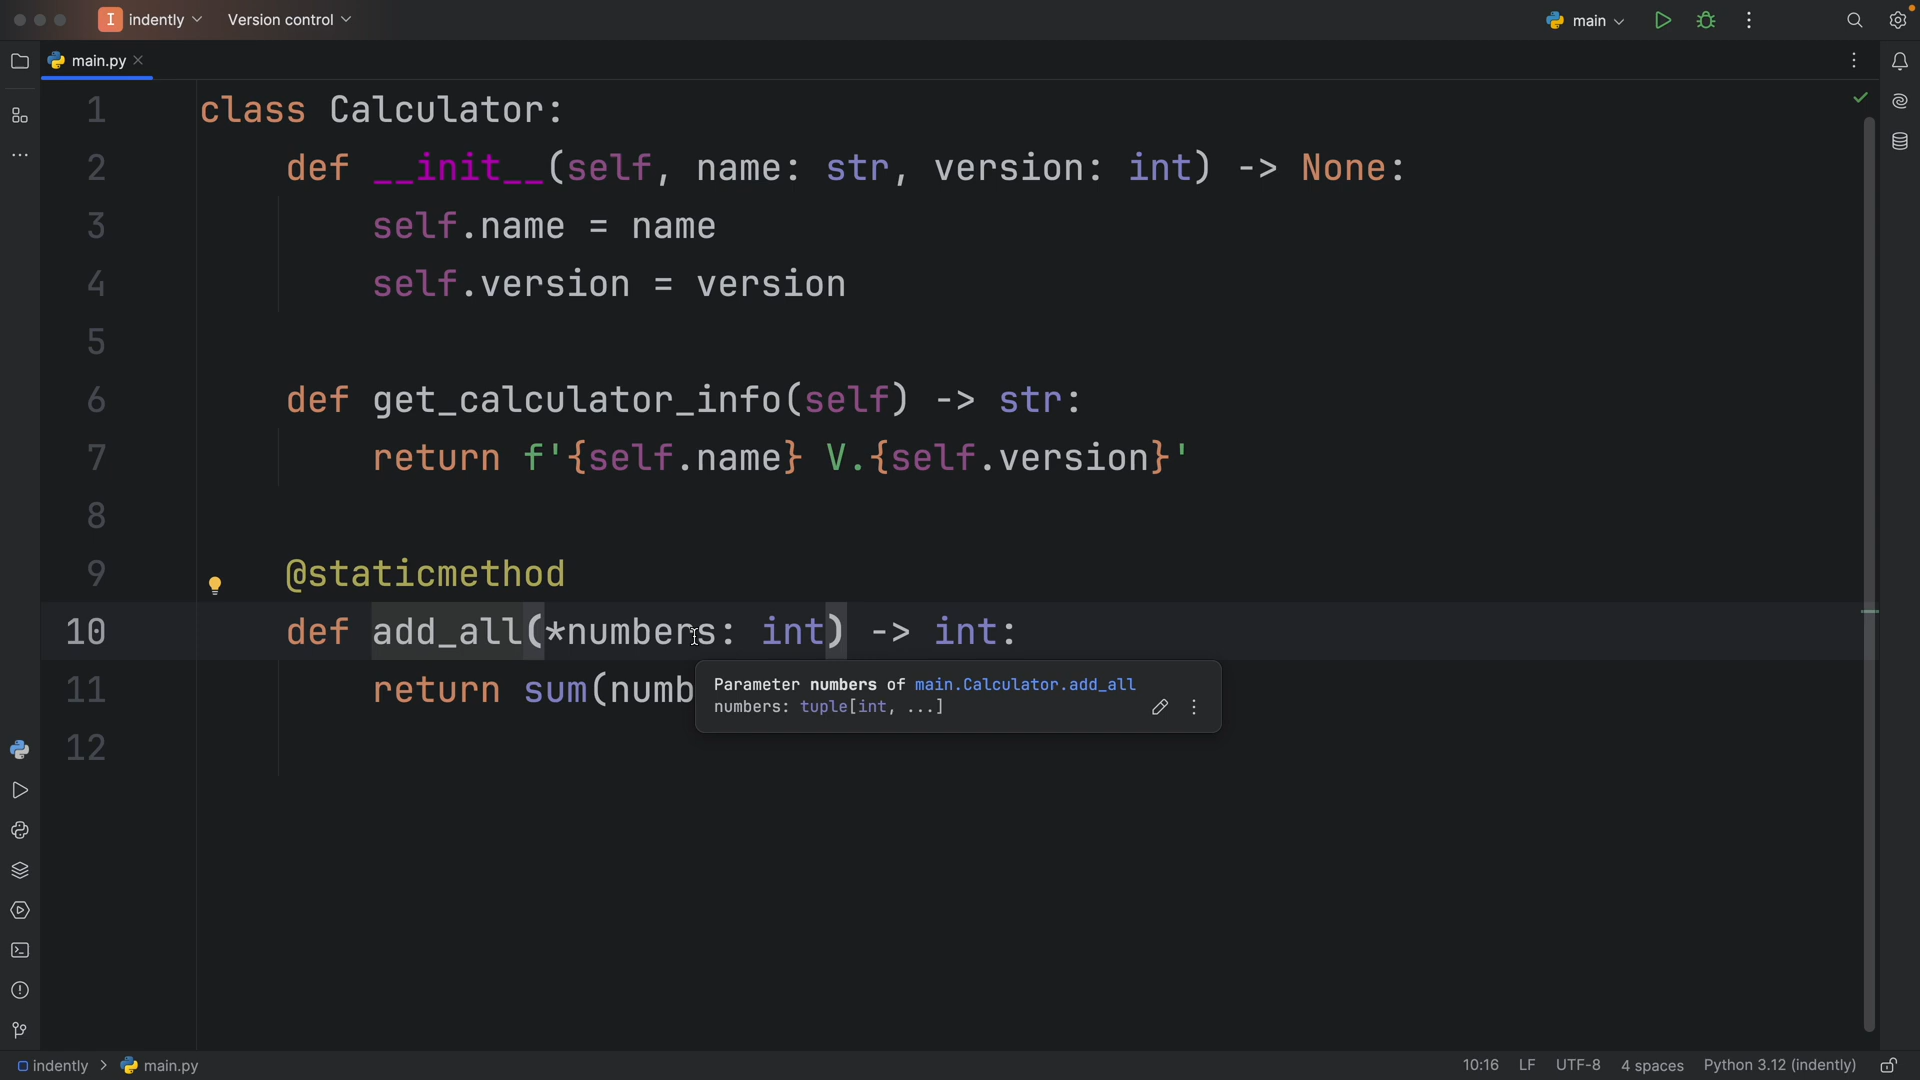 I indently Version control main
main.py
1 class Calculator:
2 def __init__(self, name: str, version: int) -> None:
3 self.name = name
4 self.version = version
5
6 def get_calculator_info(self) -> str:
7 return f'{self.name} V.{self.version}'
8
9 @staticmethod
10 def add_all(*numbers: int) -> int:
11 return sum(numb
Parameter numbers of main.Calculator.add_all
numbers: tuple[int, ...]
12
indently > main.py 10:16 LF UTF-8 4 spaces Python 3.12 (indently)